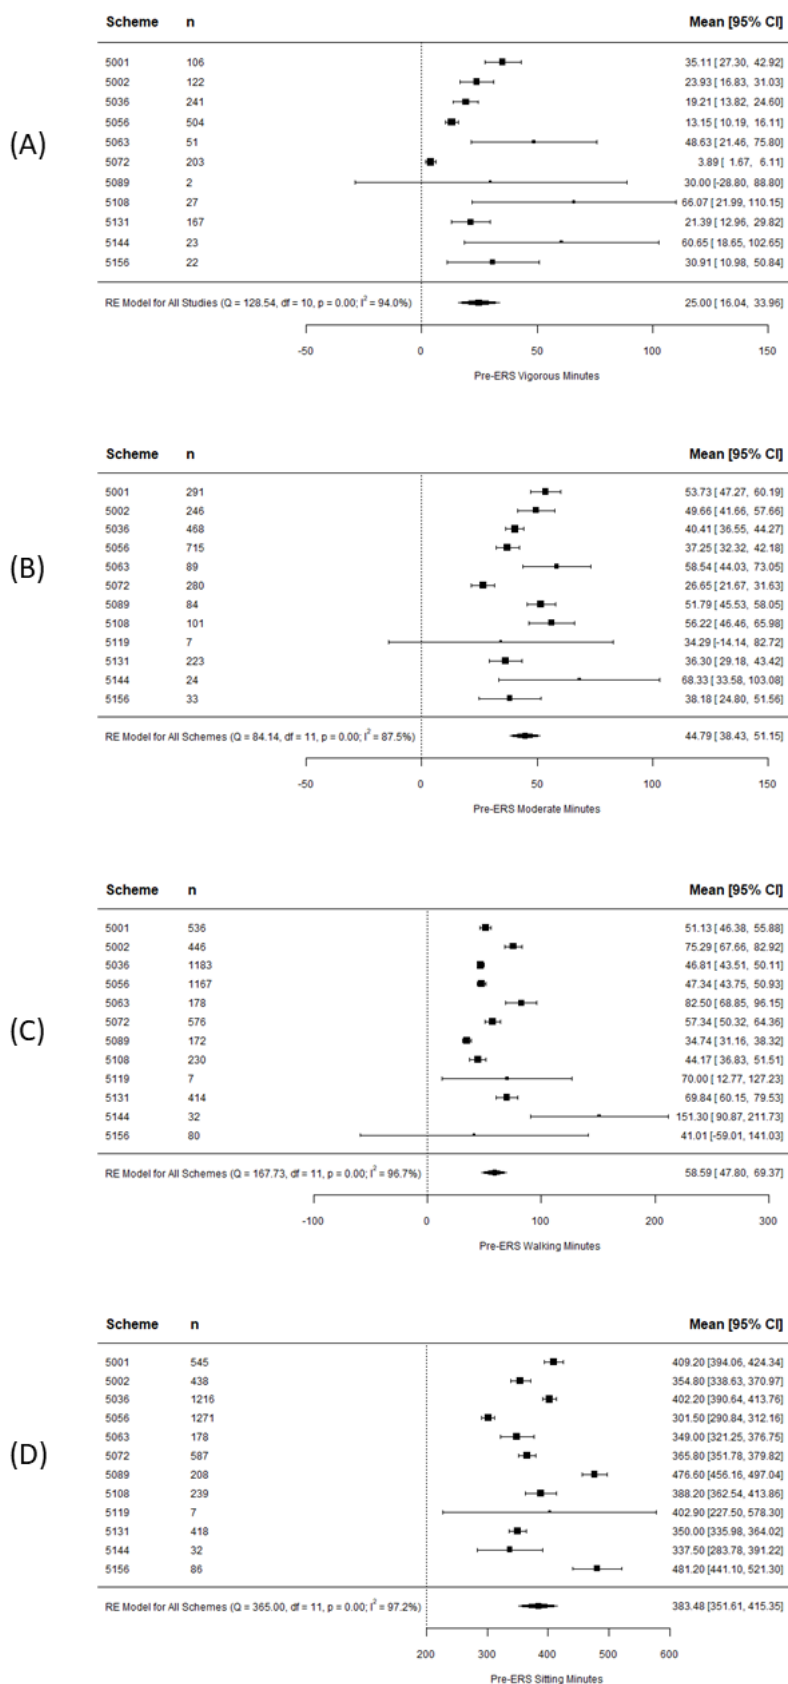 Scheme n Mean [95% CI]
5001 106 35.11 [ 27.30, 42.92]
5002 122 23.93 [ 16.83, 31.03]
5036 241 19.21 [ 13.82, 24.60]
(A) 5056 504 13.15 [ 10.19, 16.11]
5063 51 48.63 [ 21.46, 75.80]
5072 203 3.89 [ 1.67, 6.11]
5089 2 30.00 [-28.80, 88.80]
5108 27 66.07 [ 21.99, 110.15]
5131 167 21.39 [ 12.96, 29.82]
5144 23 60.65 [ 18.65, 102.65]
5156 22 30.91 [ 10.98, 50.84]
RE Model for All Studies (Q = 128.54, df = 10, p = 0.00; I² = 94.0%) 25.00 [ 16.04, 33.96]
-50 0 50 100 150
Pre-ERS Vigorous Minutes
Scheme n Mean [95% CI]
5001 291 53.73 [ 47.27, 60.19]
5002 246 49.66 [ 41.66, 57.66]
5036 468 40.41 [ 36.55, 44.27]
5056 715 37.25 [ 32.32, 42.18]
(B) 5063 89 58.54 [ 44.03, 73.05]
5072 280 26.65 [ 21.67, 31.63]
5089 84 51.79 [ 45.53, 58.05]
5108 101 56.22 [ 46.46, 65.98]
5119 7 34.29 [-14.14, 82.72]
5131 223 36.30 [ 29.18, 43.42]
5144 24 68.33 [ 33.58, 103.08]
5156 33 38.18 [ 24.80, 51.56]
RE Model for All Schemes (Q = 84.14, df = 11, p = 0.00; I² = 87.5%) 44.79 [ 38.43, 51.15]
-50 0 50 100 150
Pre-ERS Moderate Minutes
Scheme n Mean [95% CI]
5001 536 51.13 [ 46.38, 55.88]
5002 446 75.29 [ 67.66, 82.92]
5036 1183 46.81 [ 43.51, 50.11]
5056 1167 47.34 [ 43.75, 50.93]
5063 178 82.50 [ 68.85, 96.15]
(C) 5072 576 57.34 [ 50.32, 64.36]
5089 172 34.74 [ 31.16, 38.32]
5108 230 44.17 [ 36.83, 51.51]
5119 7 70.00 [ 12.77, 127.23]
5131 414 69.84 [ 60.15, 79.53]
5144 32 151.30 [ 90.87, 211.73]
5156 80 41.01 [-59.01, 141.03]
RE Model for All Schemes (Q = 167.73, df = 11, p = 0.00; I² = 96.7%) 58.59 [ 47.80, 69.37]
-100 0 100 200 300
Pre-ERS Walking Minutes
Scheme n Mean [95% CI]
5001 545 409.20 [394.06, 424.34]
5002 438 354.80 [338.63, 370.97]
5036 1216 402.20 [390.64, 413.76]
5056 1271 301.50 [290.84, 312.16]
5063 178 349.00 [321.25, 376.75]
(D) 5072 587 365.80 [351.78, 379.82]
5089 208 476.60 [456.16, 497.04]
5108 239 388.20 [362.54, 413.86]
5119 7 402.90 [227.50, 578.30]
5131 418 350.00 [335.98, 364.02]
5144 32 337.50 [283.78, 391.22]
5156 86 481.20 [441.10, 521.30]
RE Model for All Schemes (Q = 365.00, df = 11, p = 0.00; I² = 97.2%) 383.48 [351.61, 415.35]
200 300 400 500 600
Pre-ERS Sitting Minutes